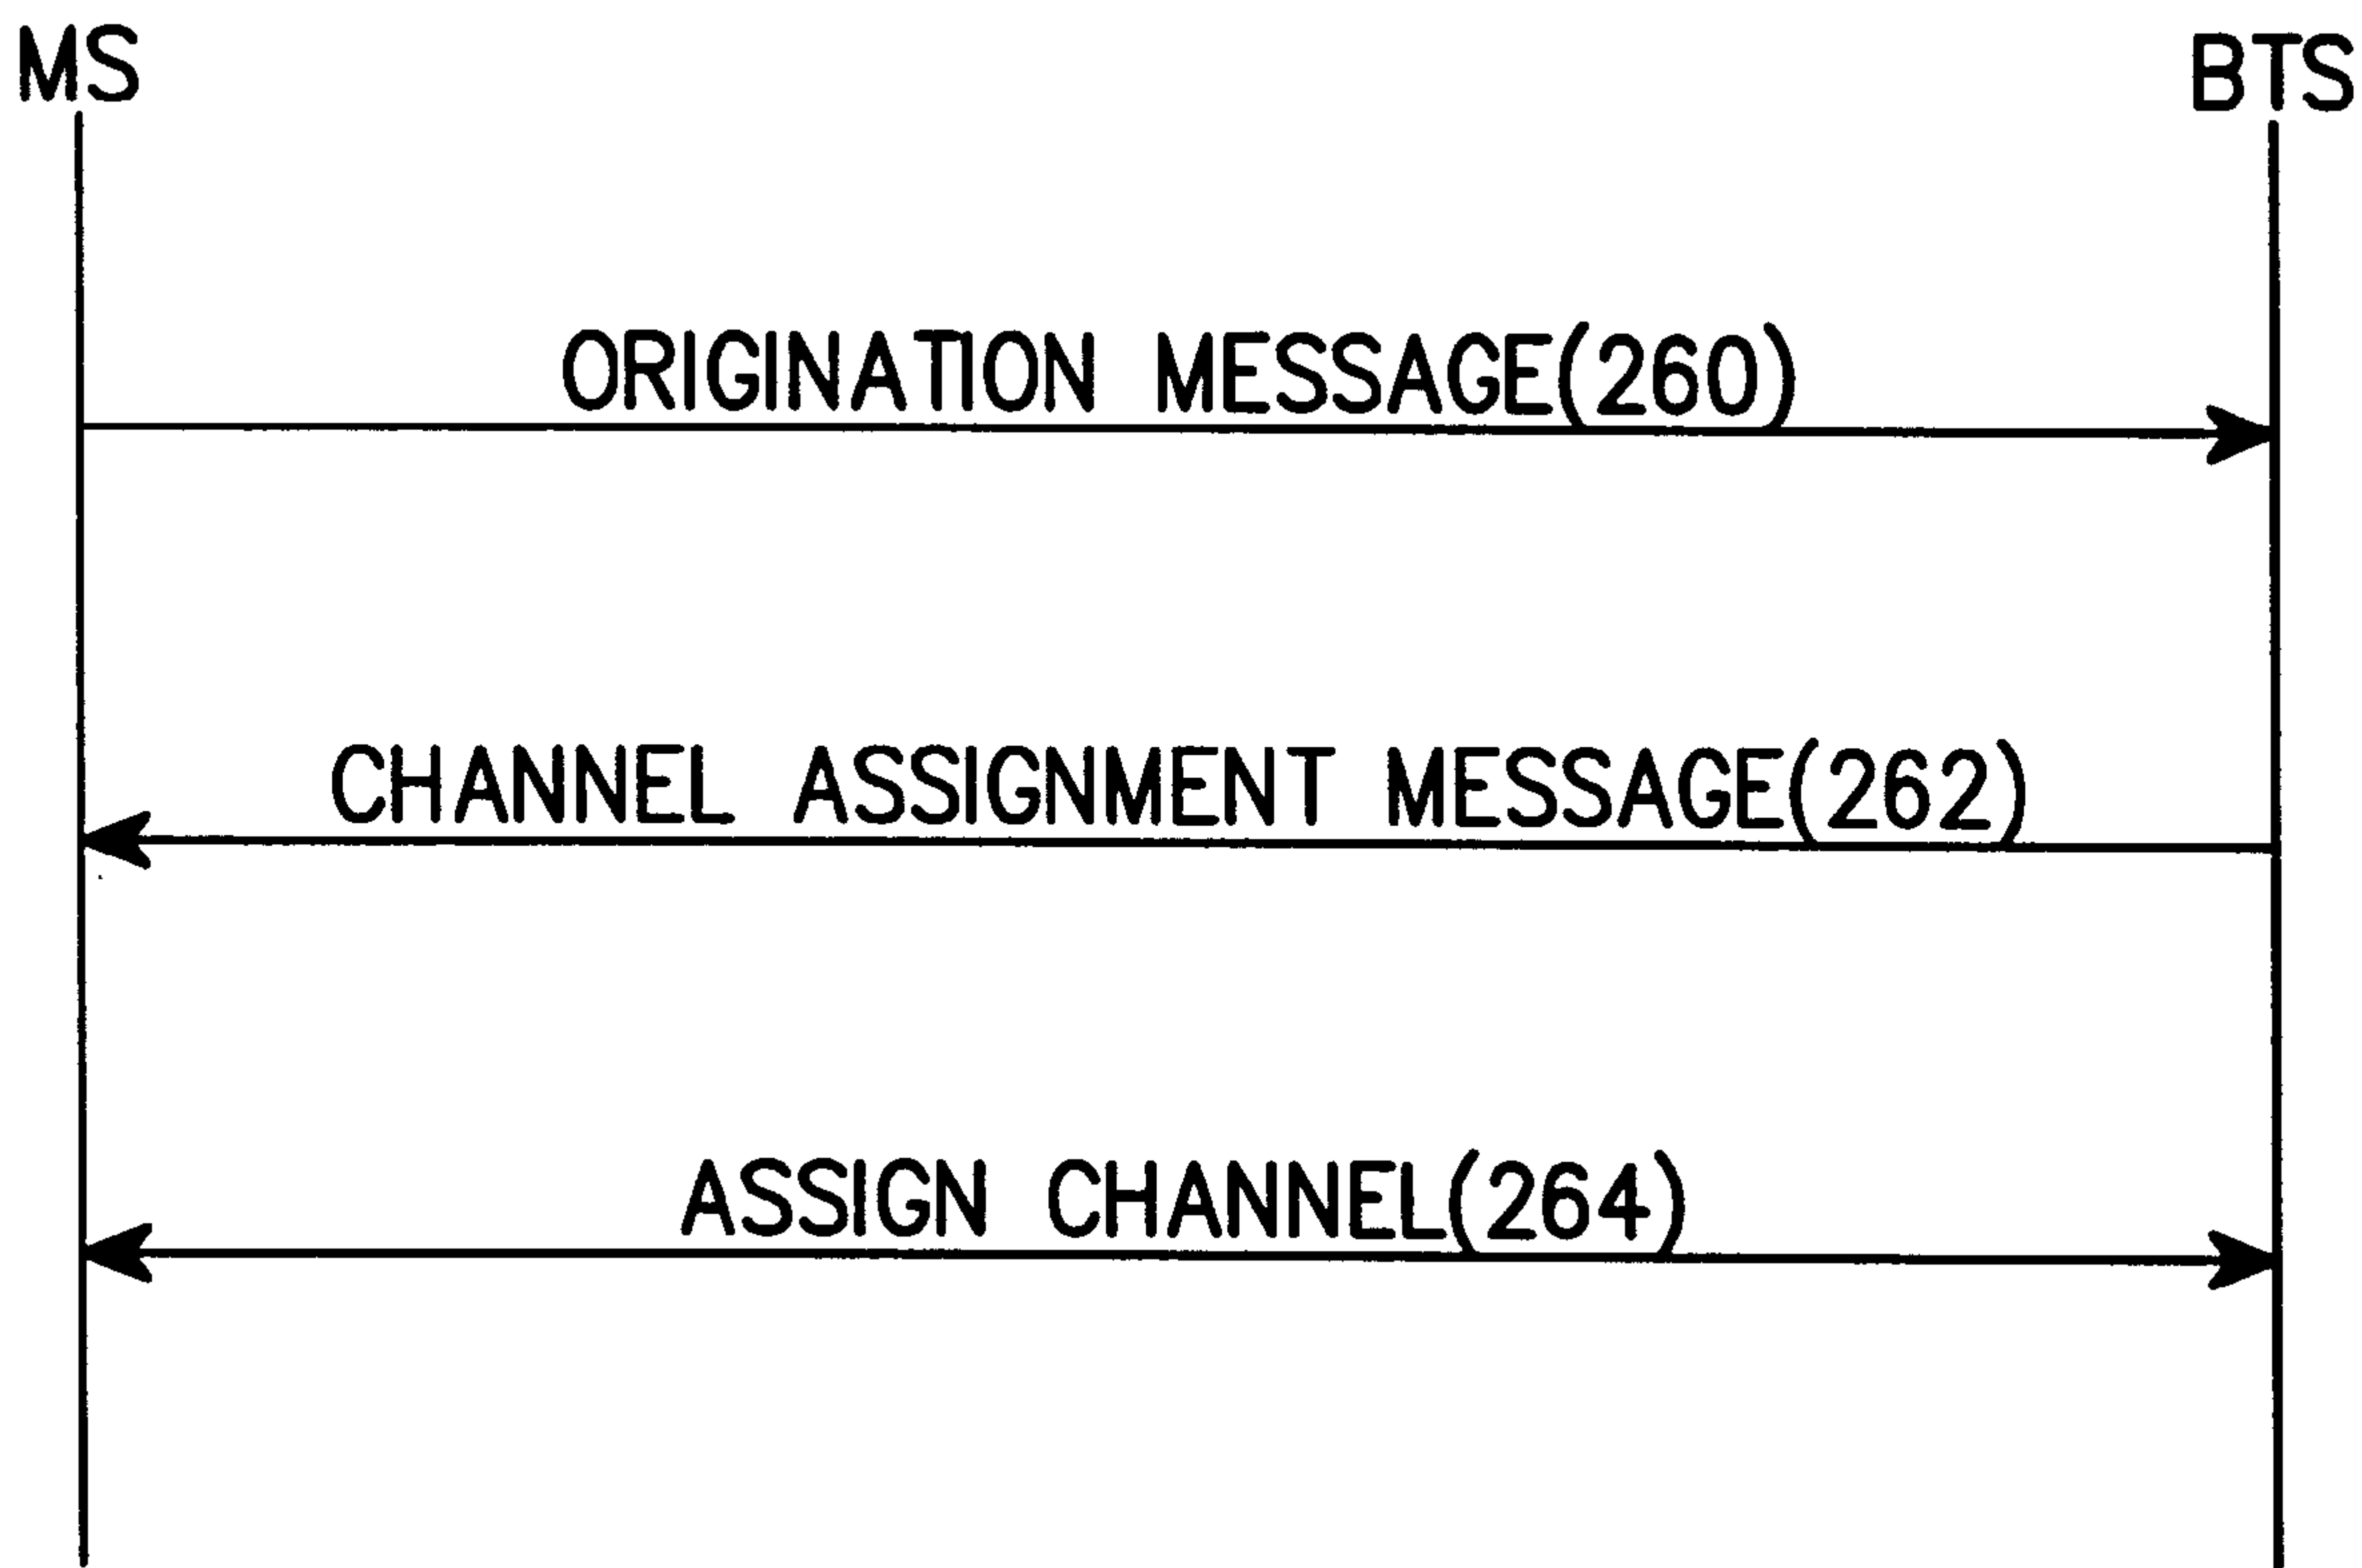 MS
BTS
ORIGINATION MESSAGE(260)
CHANNEL ASSIGNMENT MESSAGE(262)
ASSIGN CHANNEL(264)